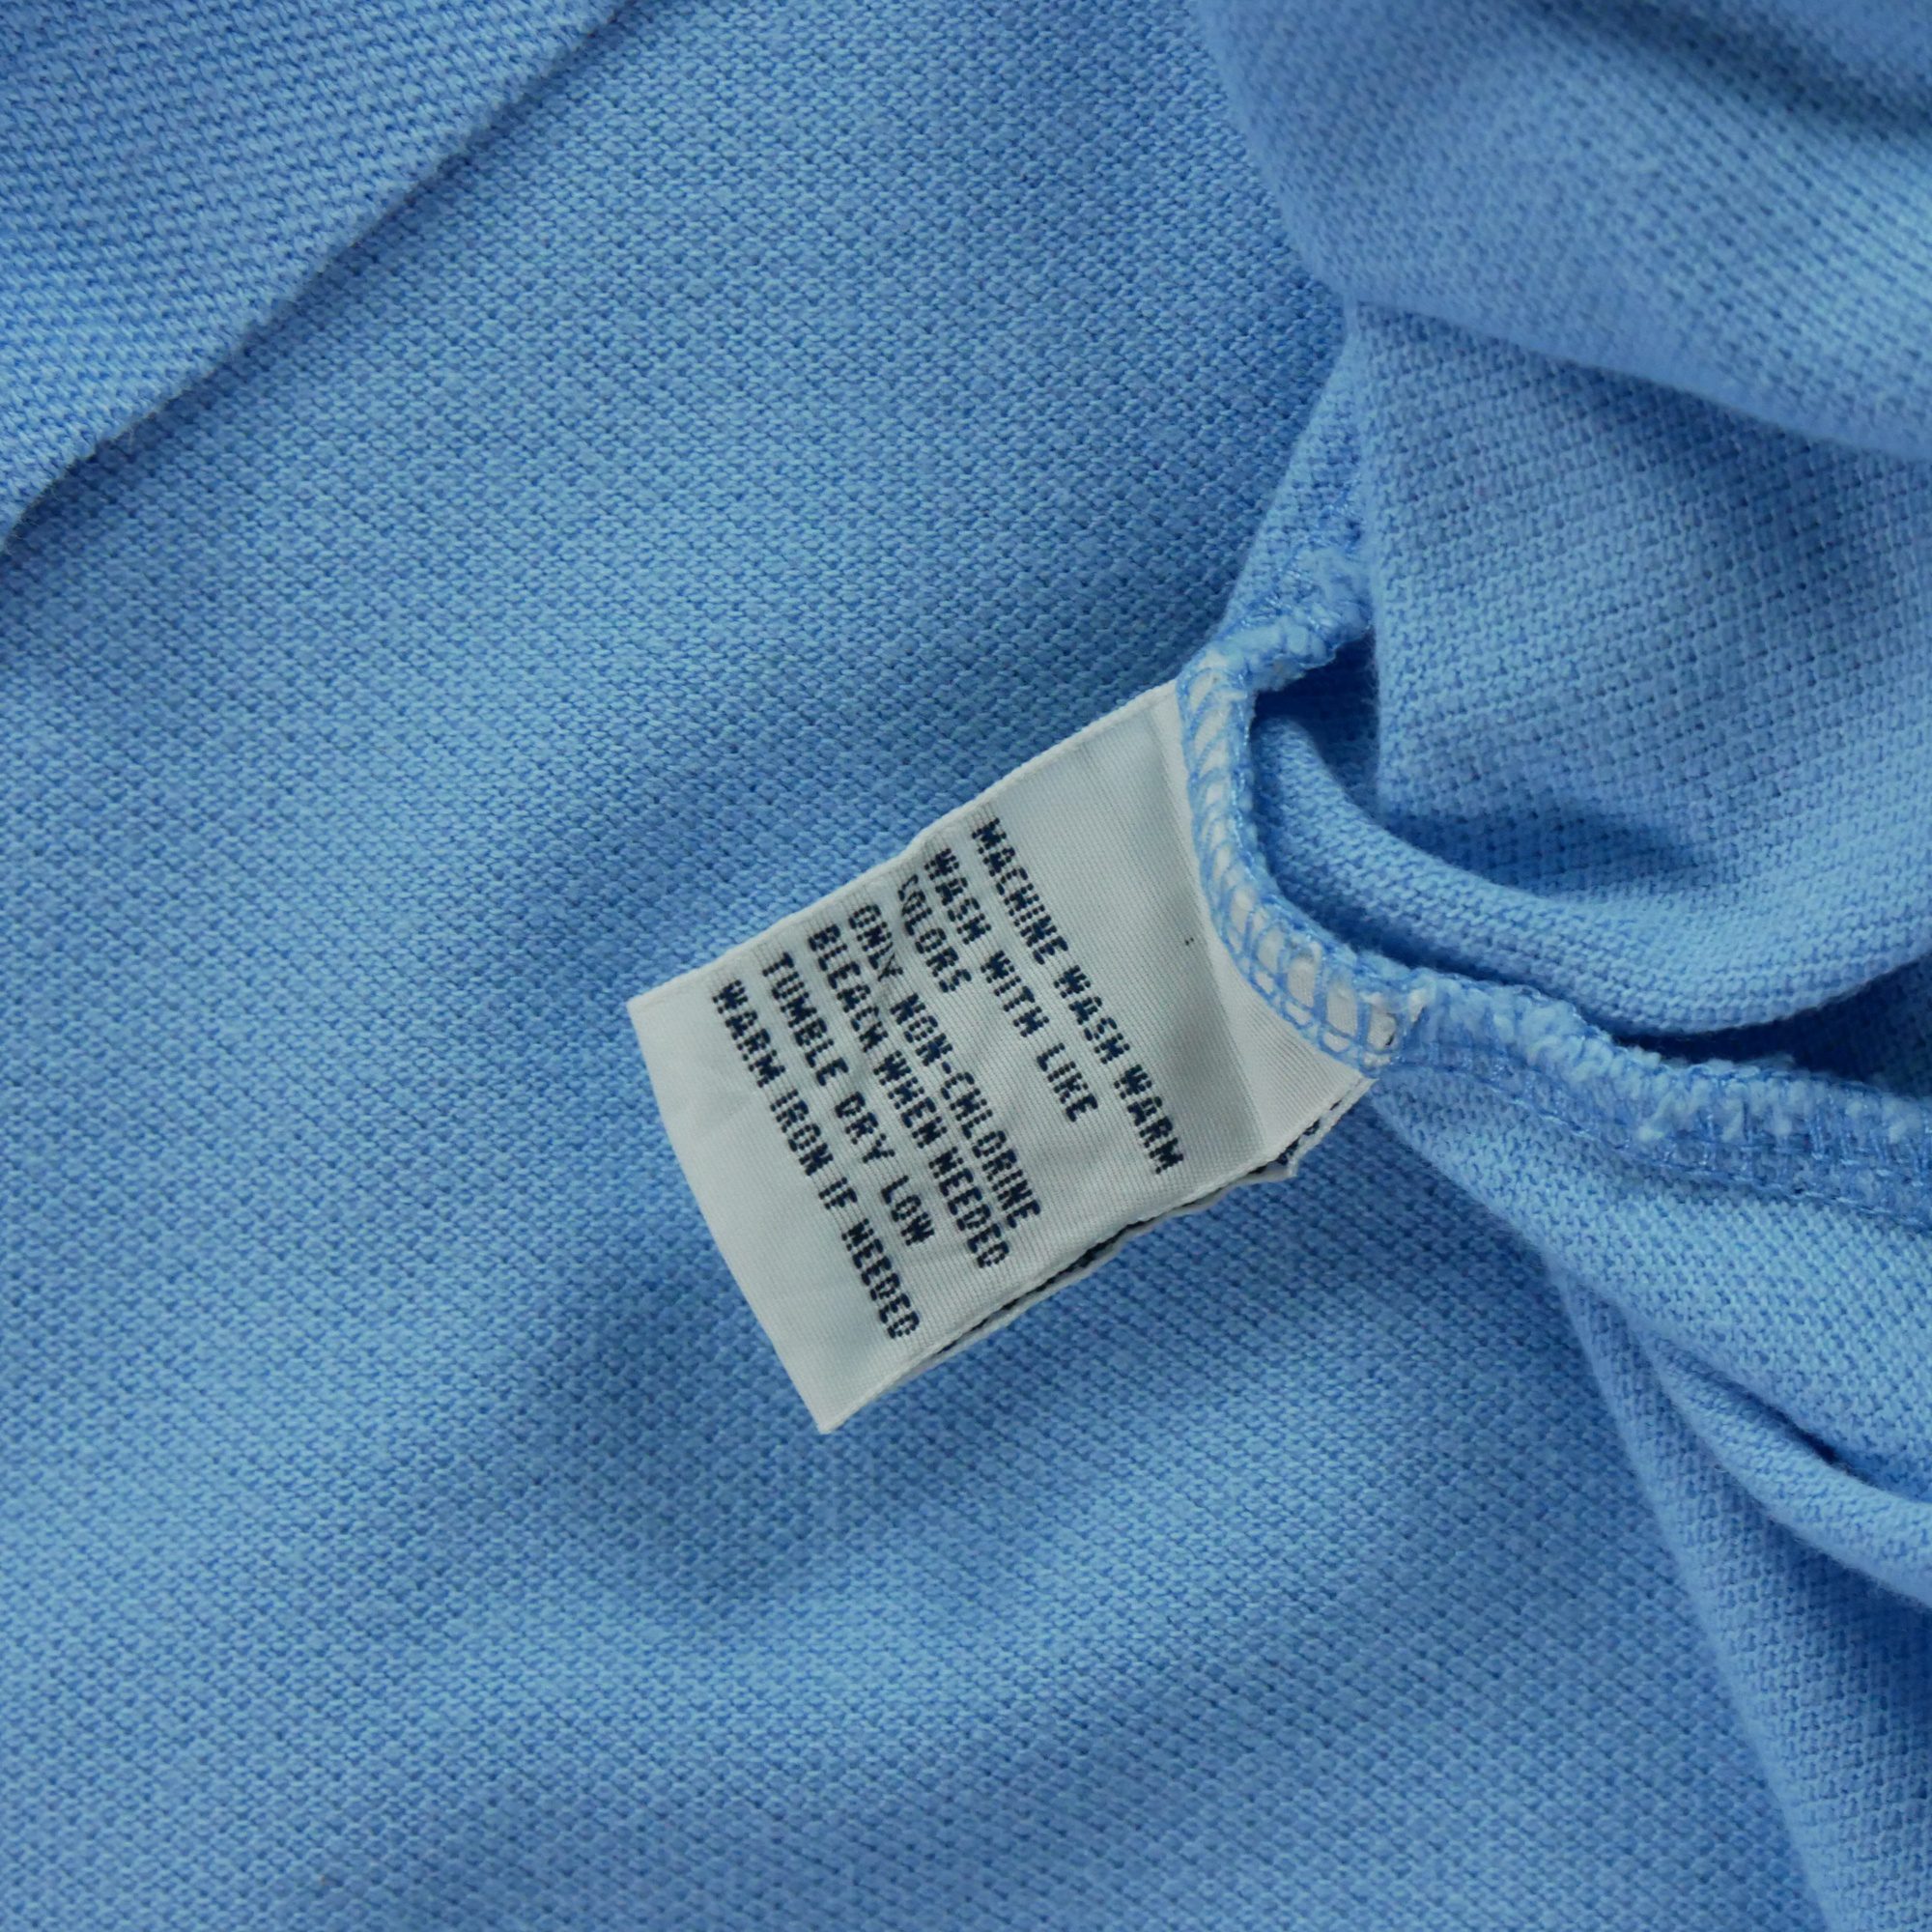 MACHINE WASH WARM
WASH WITH LIKE
COLORS
ONLY NON-CHLORINE
BLEACH WHEN NEEDED
TUMBLE DRY LOW
WARM IRON IF NEEDED